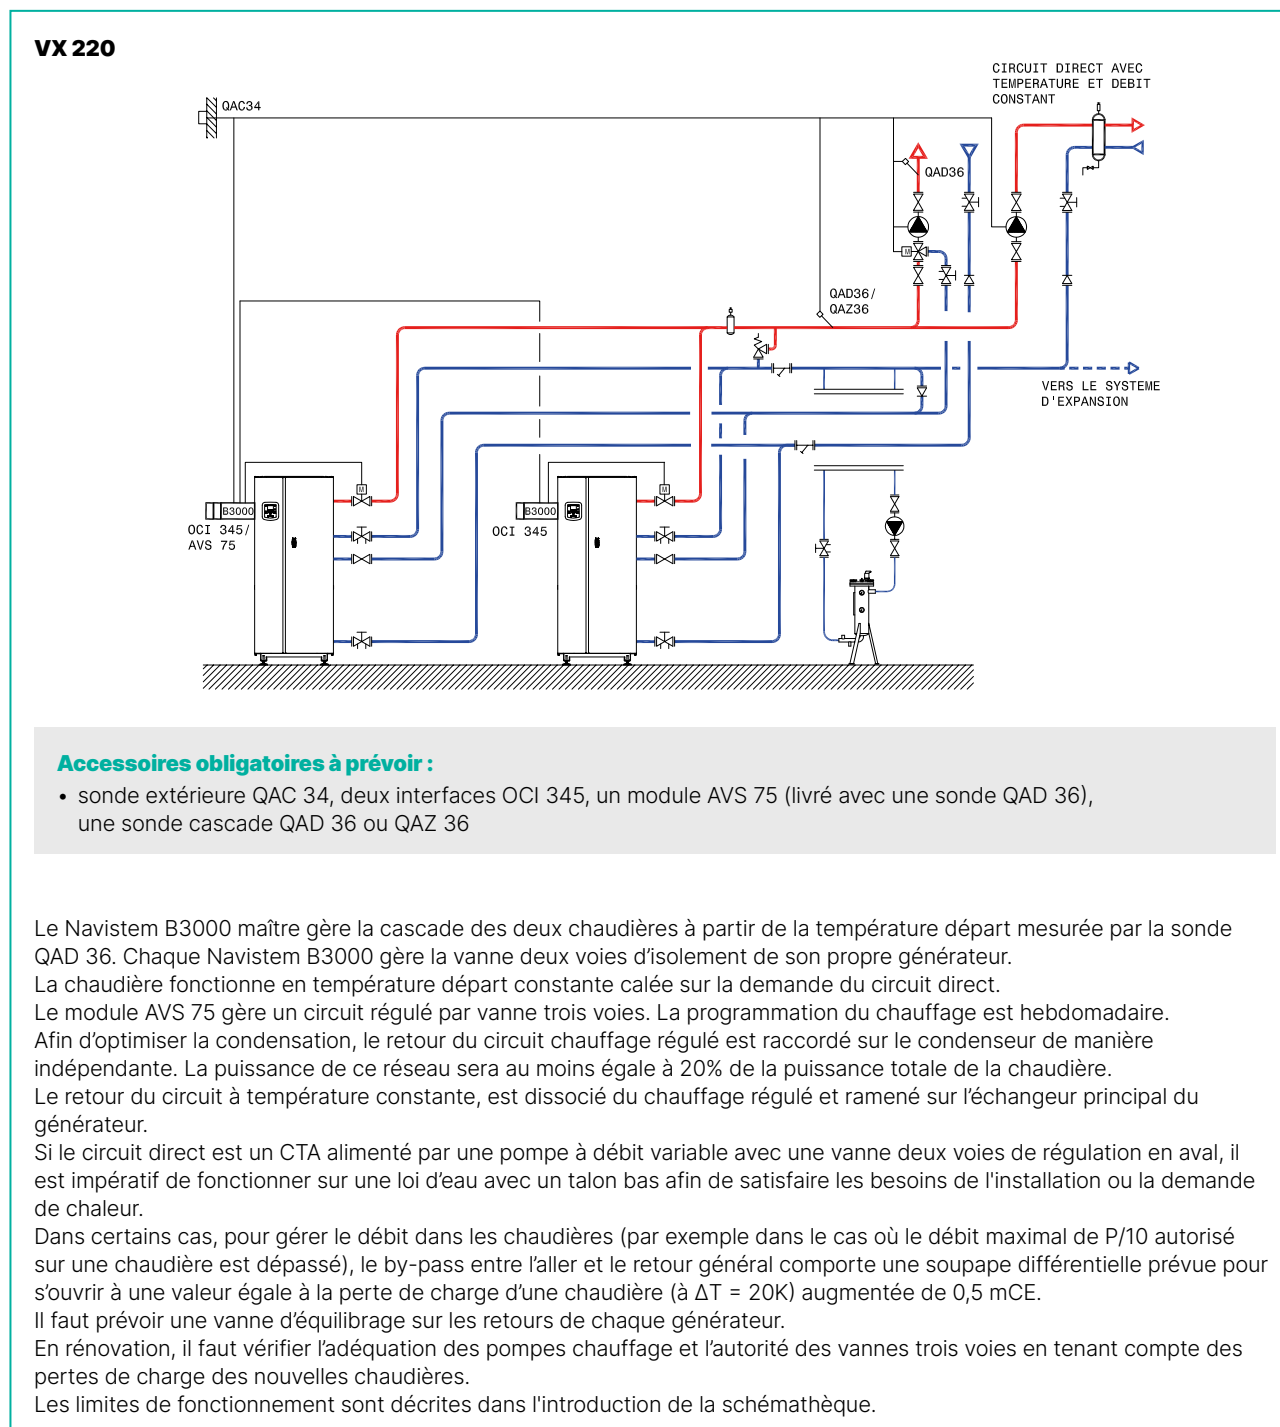 VX 220
CIRCUIT DIRECT AVEC
TEMPERATURE ET DEBIT
CONSTANT
QAC34
QAD36
M
QAD36/
QAZ36
VERS LE SYSTEME
D'EXPANSION
M
M
B3000
OCI 345/
AVS 75
B3000
OCI 345
Accessoires obligatoires à prévoir :
• sonde extérieure QAC 34, deux interfaces OCI 345, un module AVS 75 (livré avec une sonde QAD 36),
une sonde cascade QAD 36 ou QAZ 36
Le Navistem B3000 maître gère la cascade des deux chaudières à partir de la température départ mesurée par la sonde
QAD 36. Chaque Navistem B3000 gère la vanne deux voies d’isolement de son propre générateur.
La chaudière fonctionne en température départ constante calée sur la demande du circuit direct.
Le module AVS 75 gère un circuit régulé par vanne trois voies. La programmation du chauffage est hebdomadaire.
Afin d’optimiser la condensation, le retour du circuit chauffage régulé est raccordé sur le condenseur de manière
indépendante. La puissance de ce réseau sera au moins égale à 20% de la puissance totale de la chaudière.
Le retour du circuit à température constante, est dissocié du chauffage régulé et ramené sur l’échangeur principal du
générateur.
Si le circuit direct est un CTA alimenté par une pompe à débit variable avec une vanne deux voies de régulation en aval, il
est impératif de fonctionner sur une loi d’eau avec un talon bas afin de satisfaire les besoins de l'installation ou la demande
de chaleur.
Dans certains cas, pour gérer le débit dans les chaudières (par exemple dans le cas où le débit maximal de P/10 autorisé
sur une chaudière est dépassé), le by-pass entre l’aller et le retour général comporte une soupape différentielle prévue pour
s’ouvrir à une valeur égale à la perte de charge d’une chaudière (à ΔT = 20K) augmentée de 0,5 mCE.
Il faut prévoir une vanne d’équilibrage sur les retours de chaque générateur.
En rénovation, il faut vérifier l’adéquation des pompes chauffage et l’autorité des vannes trois voies en tenant compte des
pertes de charge des nouvelles chaudières.
Les limites de fonctionnement sont décrites dans l'introduction de la schémathèque.